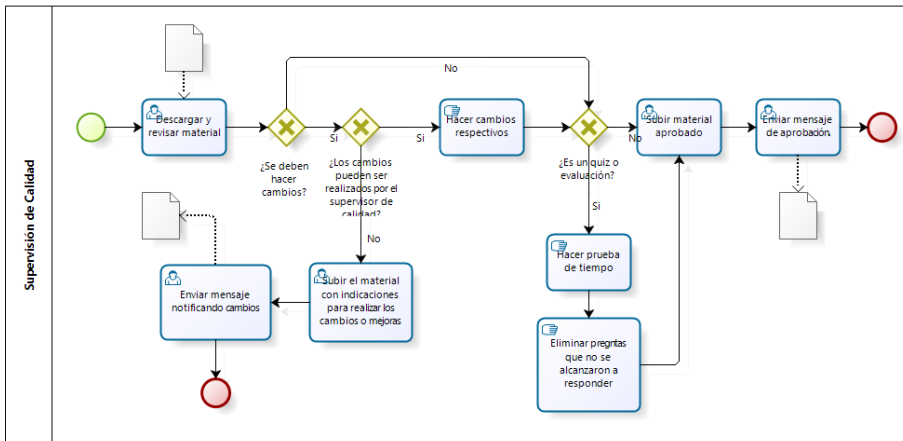 Supervisión de Calidad
Descargar y
revisar material
¿Se deben
hacer
cambios?
No
Si
¿Los cambios
pueden ser
realizados por el
supervisor de
calidad?
Si
Hacer cambios
respectivos
¿Es un quiz o
evaluación?
No
Subir material
aprobado
Enviar mensaje
de aprobación.
Si
Hacer prueba
de tiempo
Eliminar pregntas
que no se
alcanzaron a
responder
No
Subir el material
con indicaciones
para realizar los
cambios o mejoras
Enviar mensaje
notificando cambios